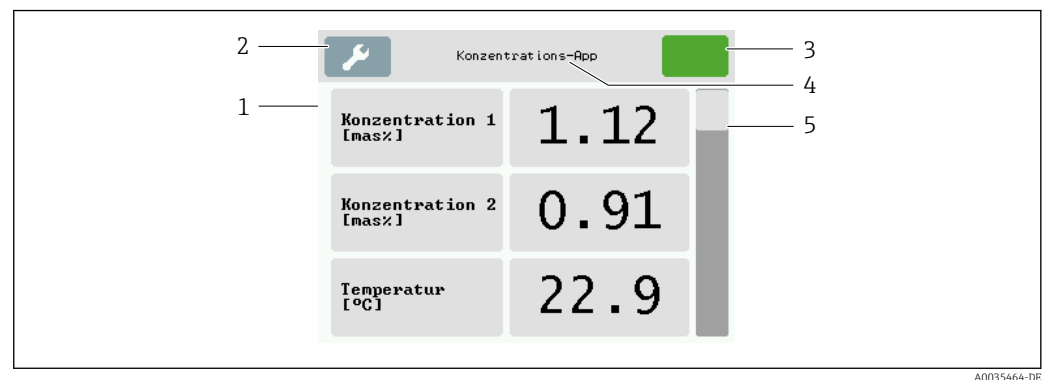 2
Konzentrations-App
3
4
1
Konzentration 1
[mas%]
1.12
5
Konzentration 2
[mas%]
0.91
Temperatur
[°C]
22.9
A0035464-DE